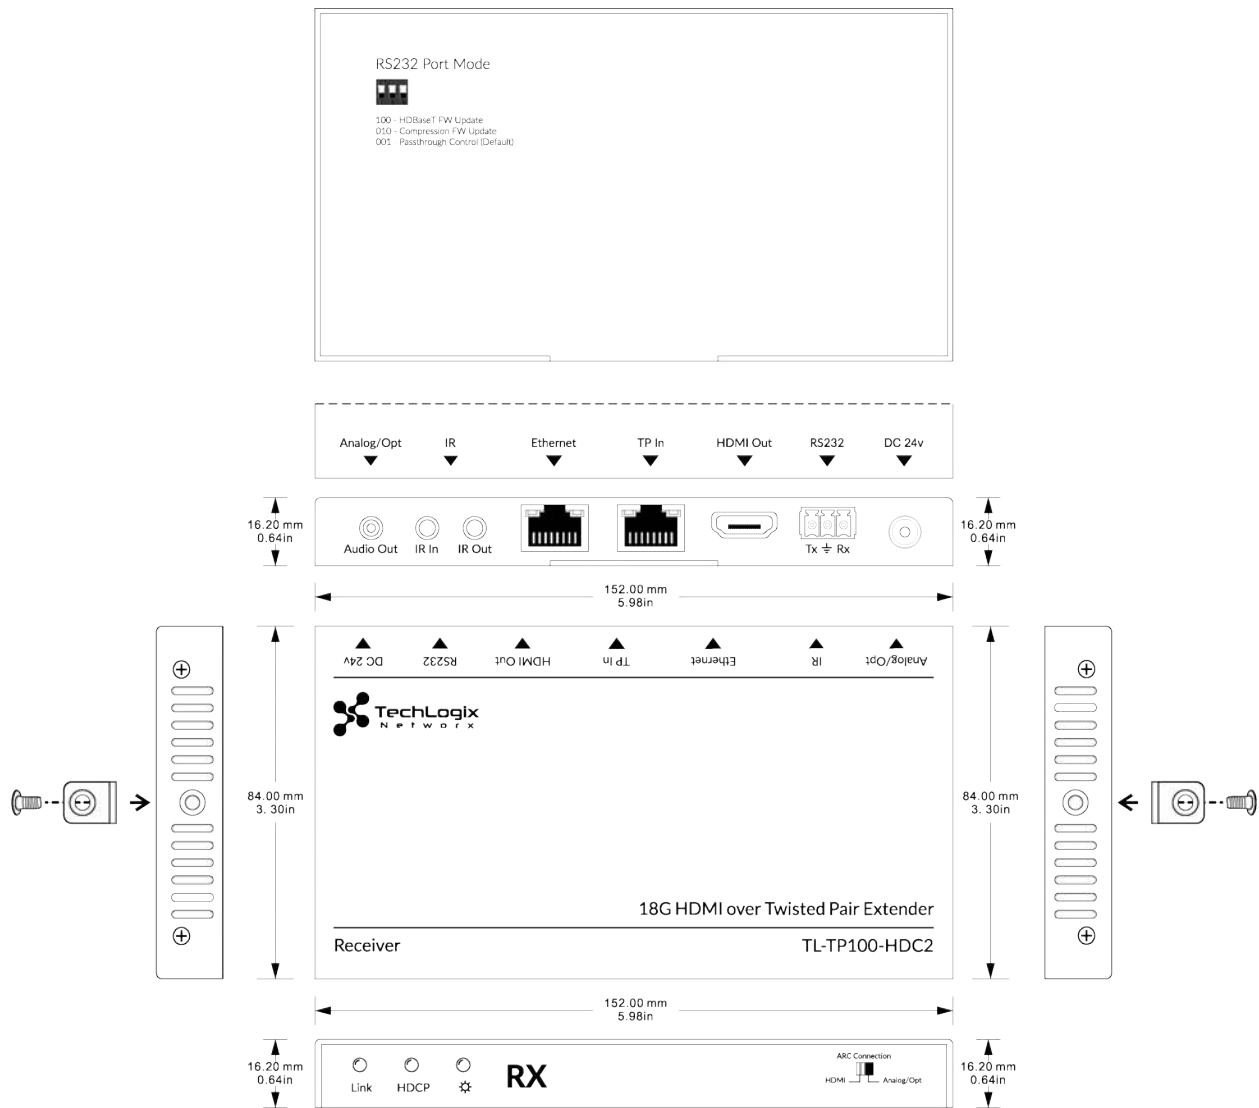 RS232 Port Mode
100 - HDBaseT FW Update
010 - Compression FW Update
001 Passthrough Control (Default)
Analog/Opt IR Ethernet TP In HDMI Out RS232 DC 24v
16.20 mm
0.64in
Audio Out IR In IR Out Tx Rx
16.20 mm
0.64in
152.00 mm
5.98in
DC 24v RS232 HDMI Out TP In Ethernet IR Analog/Opt
TechLogix
Networx
84.00 mm
3. 30in
84.00 mm
3. 30in
18G HDMI over Twisted Pair Extender
Receiver TL-TP100-HDC2
152.00 mm
5.98in
16.20 mm
0.64in
Link HDCP RX
ARC Connection
HDMI Analog/Opt
16.20 mm
0.64in